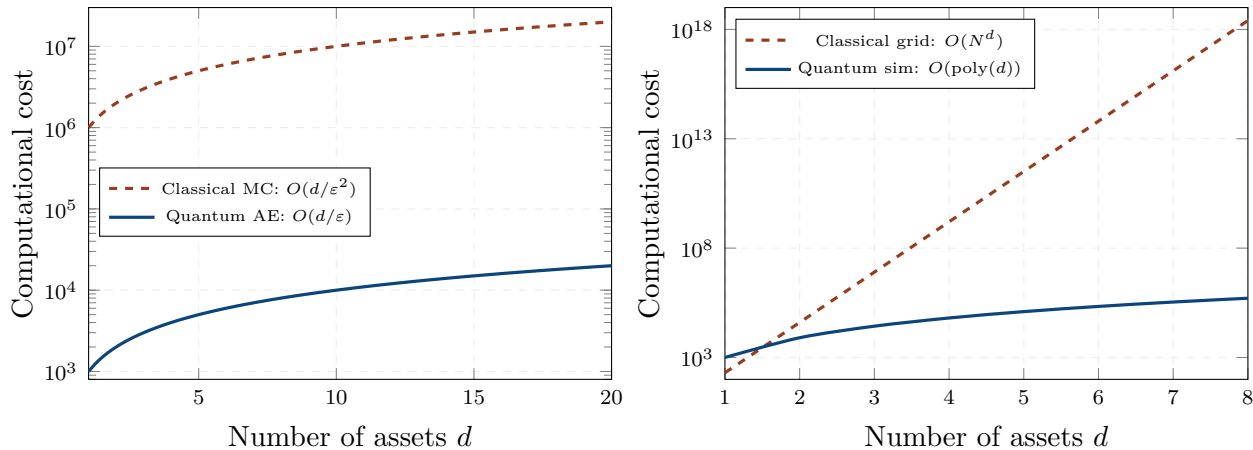 Computational cost
10^7
10^6
10^5
10^4
10^3
Classical MC: O(d/ε^2)
Quantum AE: O(d/ε)
5 10 15 20
Number of assets d
Computational cost
10^18
10^13
10^8
10^3
Classical grid: O(N^d)
Quantum sim: O(poly(d))
1 2 3 4 5 6 7 8
Number of assets d